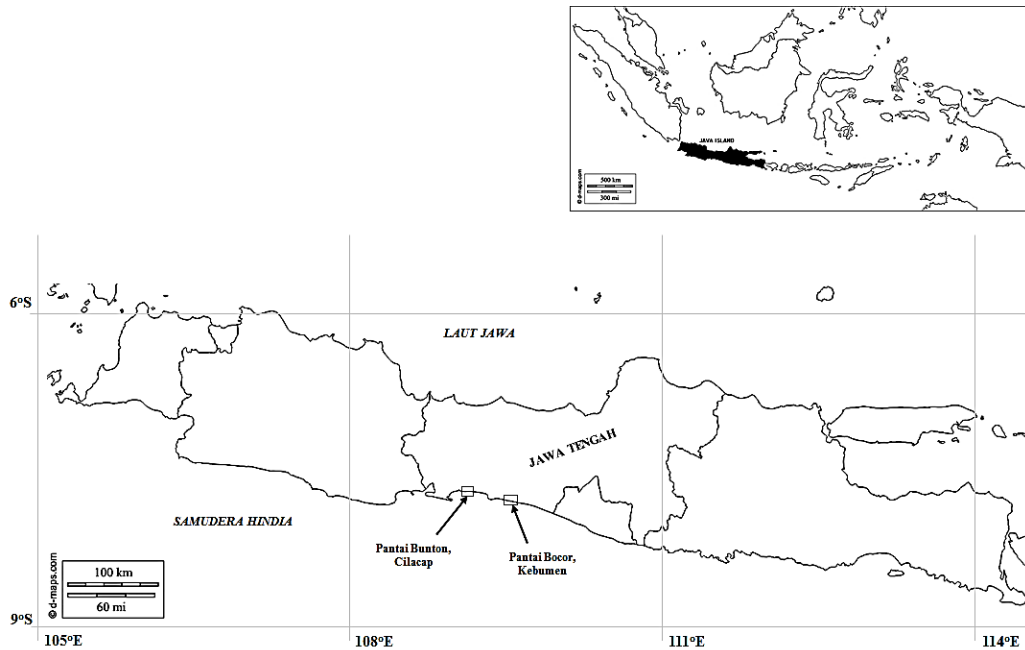 JAVA ISLAND
500 km
300 mi
© d-maps.com
6°S
LAUT JAWA
JAWA TENGAH
SAMUDERA HINDIA
Pantai Bunton,
Cilacap
Pantai Bocor,
Kebumen
100 km
60 mi
© d-maps.com
9°S
105°E
108°E
111°E
114°E